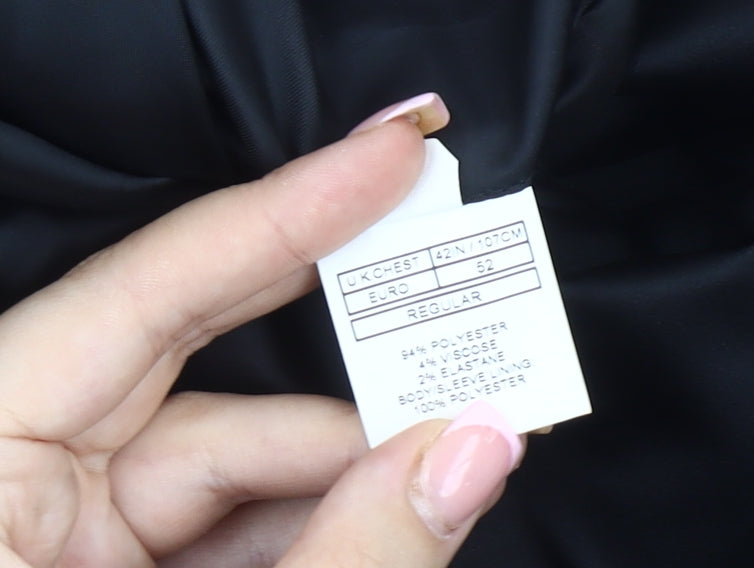 UK CHEST 42IN / 107CM
EURO 52
REGULAR
94% POLYESTER
4% VISCOSE
2% ELASTANE
BODY/SLEEVE LINING
100% POLYESTER